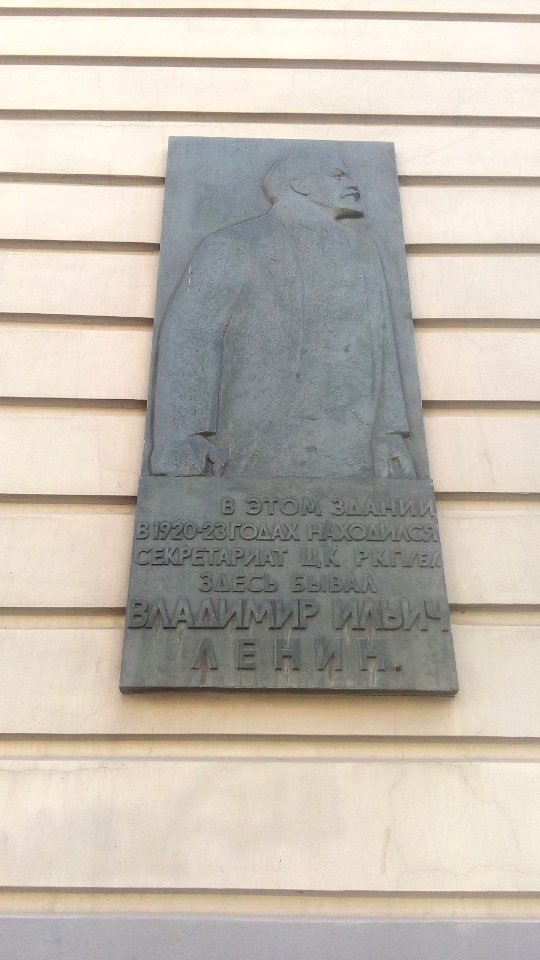 В ЭТОМ ЗДАНИИ
В 1920-23 ГОДАХ НАХОДИЛСЯ
СЕКРЕТАРИАТ ЦК РКП/б/.
ЗДЕСЬ БЫВАЛ
ВЛАДИМИР ИЛЬИЧ
ЛЕНИН.